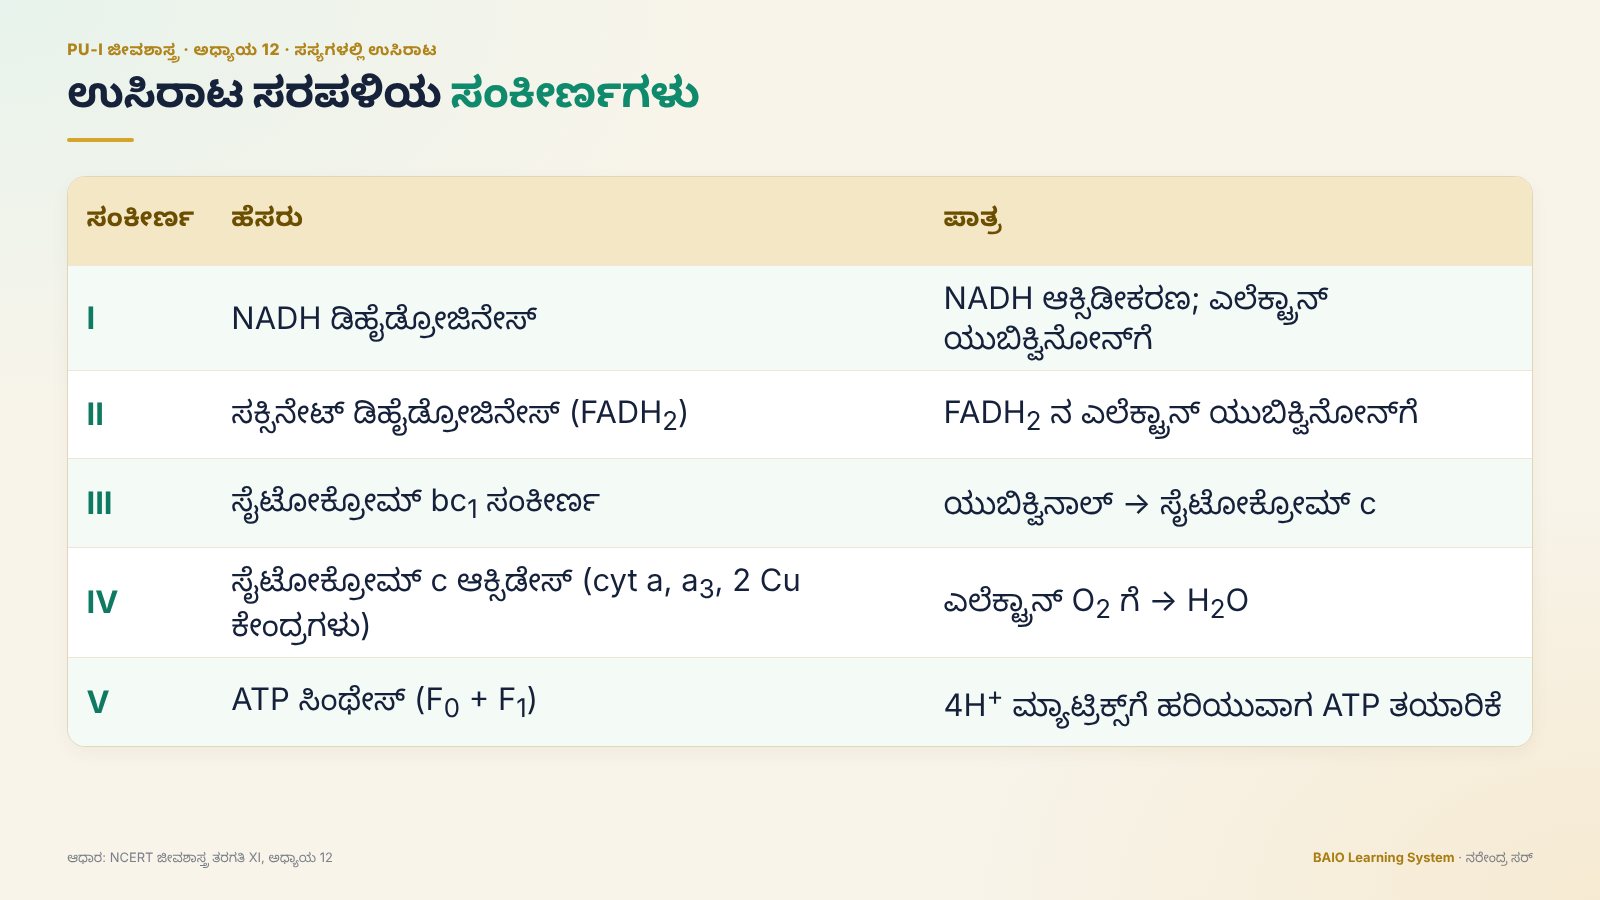 PU-I ಜೀವಶಾಸ್ತ್ರ · ಅಧ್ಯಾಯ 12 · ಸಸ್ಯಗಳಲ್ಲಿ ಉಸಿರಾಟ
ಉಸಿರಾಟ ಸರಪಳಿಯ ಸಂಕೀರ್ಣಗಳು
ಸಂಕೀರ್ಣ ಹೆಸರು ಪಾತ್ರ
I NADH ಡಿಹೈಡ್ರೋಜಿನೇಸ್ NADH ಆಕ್ಸಿಡೀಕರಣ; ಎಲೆಕ್ಟ್ರಾನ್
ಯುಬಿಕ್ವಿನೋನ್‌ಗೆ
II ಸಕ್ಸಿನೇಟ್ ಡಿಹೈಡ್ರೋಜಿನೇಸ್ (FADH₂) FADH₂ ನ ಎಲೆಕ್ಟ್ರಾನ್ ಯುಬಿಕ್ವಿನೋನ್‌ಗೆ
III ಸೈಟೋಕ್ರೋಮ್ bc₁ ಸಂಕೀರ್ಣ ಯುಬಿಕ್ವಿನಾಲ್ → ಸೈಟೋಕ್ರೋಮ್ c
IV ಸೈಟೋಕ್ರೋಮ್ c ಆಕ್ಸಿಡೇಸ್ (cyt a, a₃, 2 Cu
ಕೇಂದ್ರಗಳು) ಎಲೆಕ್ಟ್ರಾನ್ O₂ ಗೆ → H₂O
V ATP ಸಿಂಥೇಸ್ (F₀ + F₁) 4H⁺ ಮ್ಯಾಟ್ರಿಕ್ಸ್‌ಗೆ ಹರಿಯುವಾಗ ATP ತಯಾರಿಕೆ
ಆಧಾರ: NCERT ಜೀವಶಾಸ್ತ್ರ ತರಗತಿ XI, ಅಧ್ಯಾಯ 12
BAIO Learning System · ನರೇಂದ್ರ ಸರ್